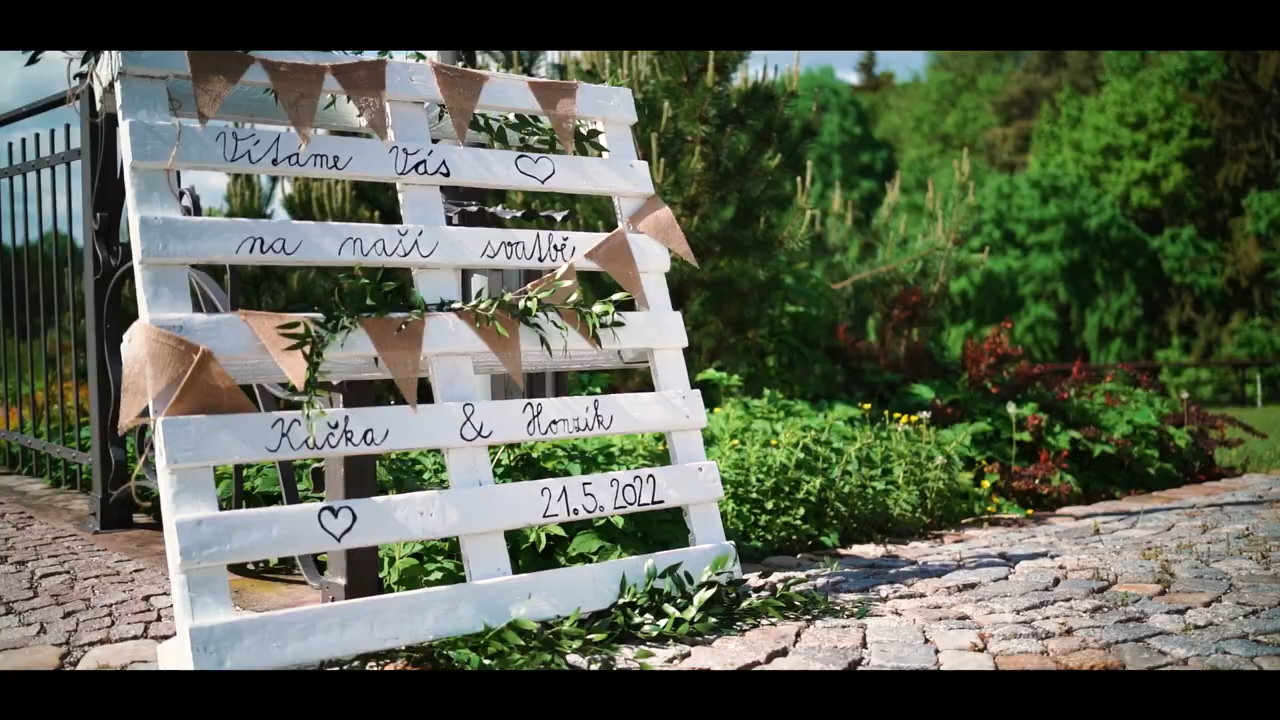 Vítáme Vás ♡
na naší svatbě
Kačka & Honzík
♡ 21.5.2022